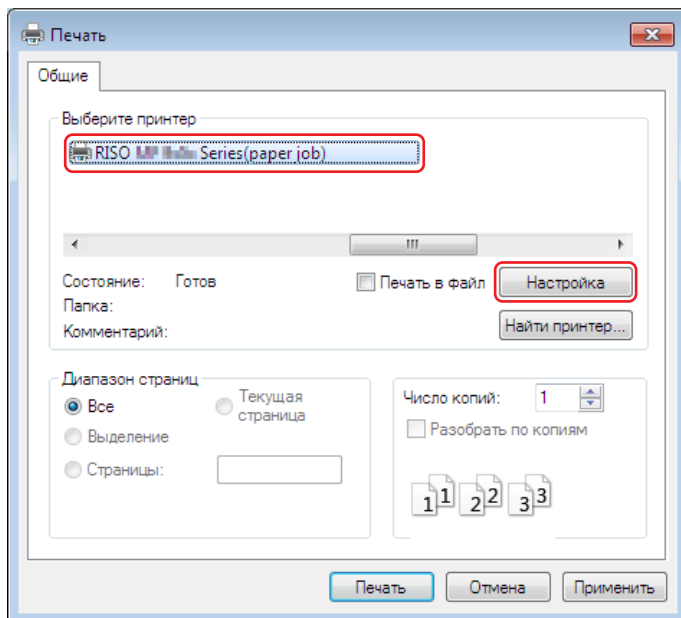 Печать
Общие
Выберите принтер
RISO Series(paper job)
Состояние: Готов
Печать в файл
Настройка
Папка:
Комментарий:
Найти принтер...
Диапазон страниц
Все
Текущая
страница
Выделение
Страницы:
Число копий: 1
Разобрать по копиям
1 1 2 2 3 3
Печать
Отмена
Применить